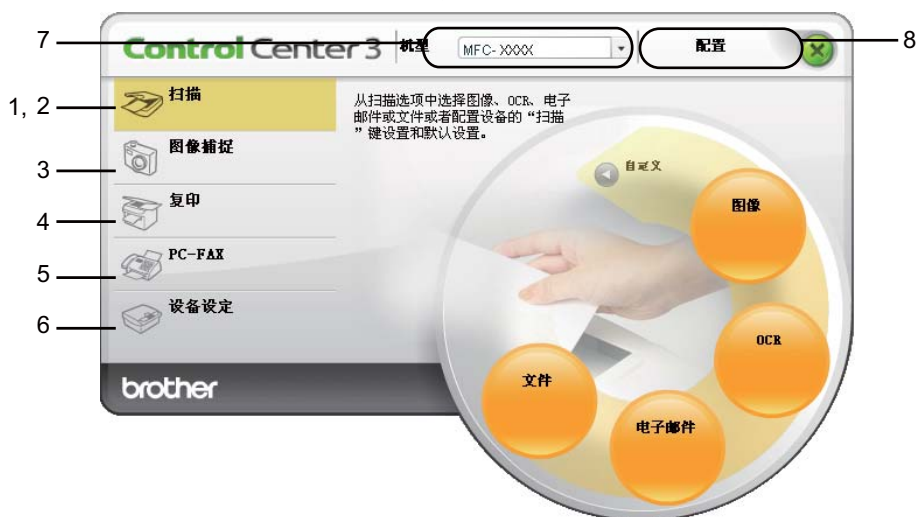 7
Control Center 3
机型
MFC-XXXX
配置
8
1, 2
扫描
从扫描选项中选择图像、OCR、电子
邮件或文件或者配置设备的“扫描
”键设置和默认设置。
3
图像捕捉
自定义
图像
4
复印
5
PC-FAX
6
设备设定
OCR
文件
电子邮件
brother